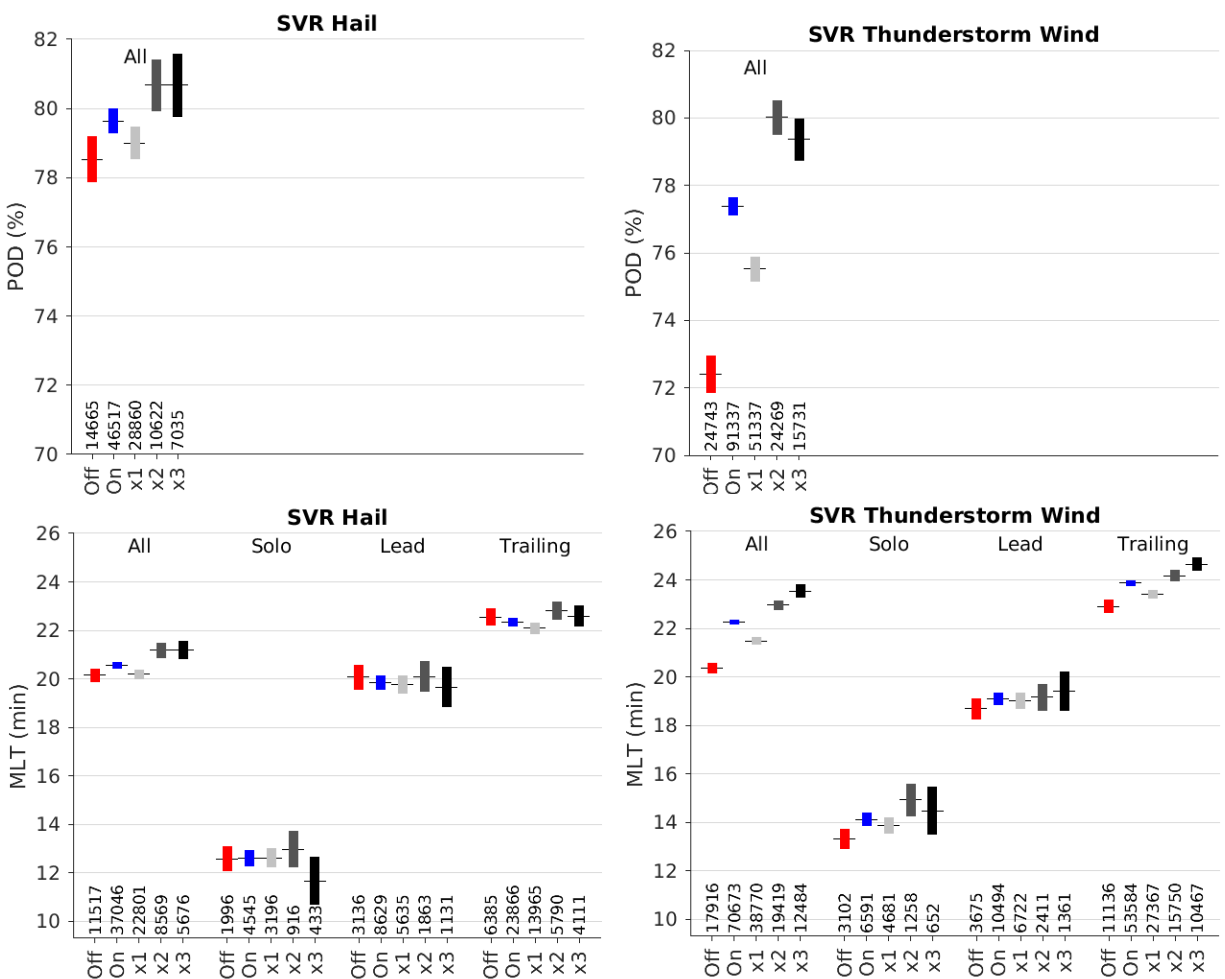 SVR Hail
82
80
78
76
74
72
70
POD (%)
All
14665
46517
28860
10622
7035
Off
On
x1
x2
x3
SVR Thunderstorm Wind
82
80
78
76
74
72
70
POD (%)
All
24743
91337
51337
24269
15731
Off
On
x1
x2
x3
SVR Hail
26
24
22
20
18
16
14
12
10
MLT (min)
All
Solo
Lead
Trailing
11517
37046
22801
8569
5676
1996
4545
3196
916
433
3136
8629
5635
1863
1131
6385
23866
13965
5790
4111
Off
On
x1
x2
x3
Off
On
x1
x2
x3
Off
On
x1
x2
x3
Off
On
x1
x2
x3
SVR Thunderstorm Wind
26
24
22
20
18
16
14
12
10
MLT (min)
All
Solo
Lead
Trailing
17916
70673
38770
19419
12484
3102
6591
4681
1258
652
3675
10494
6722
2411
1361
11136
53584
27367
15750
10467
Off
On
x1
x2
x3
Off
On
x1
x2
x3
Off
On
x1
x2
x3
Off
On
x1
x2
x3